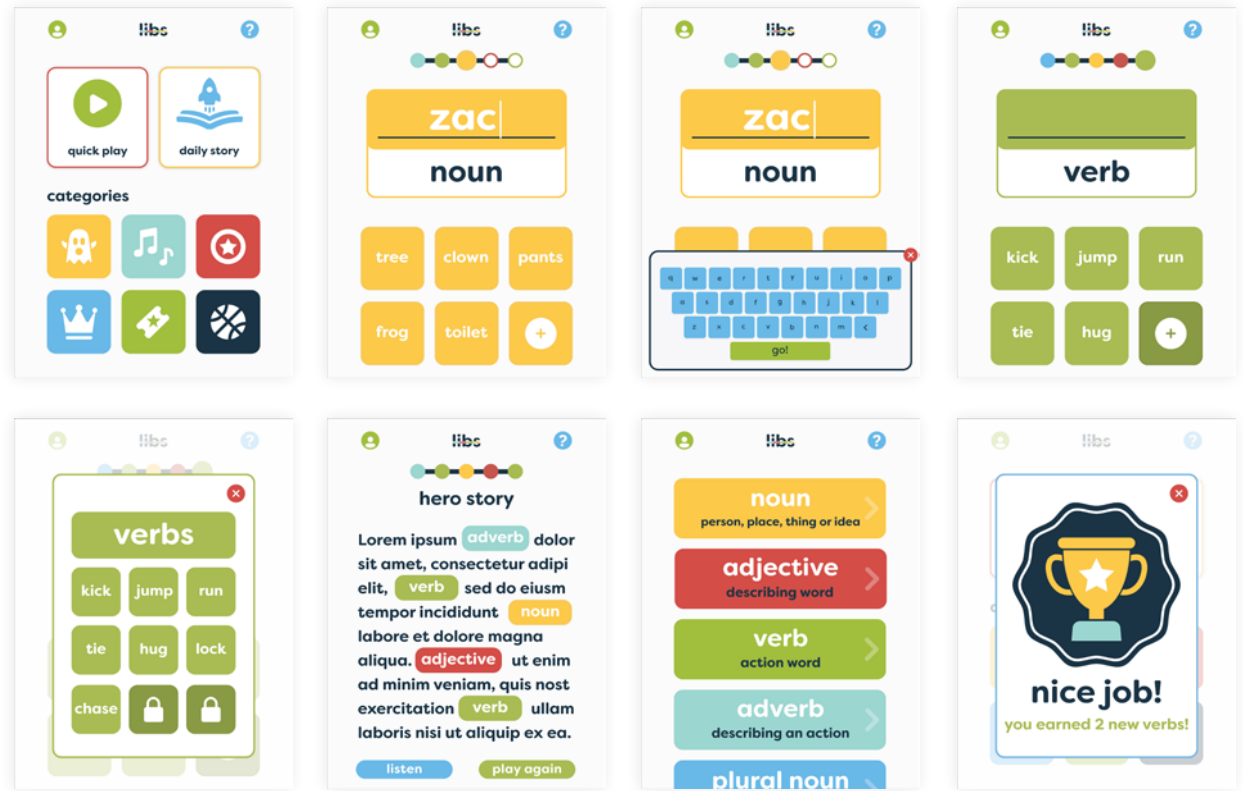 libs
?
quick play
daily story
categories
libs
?
zac
noun
tree
clown
pants
frog
toilet
+
libs
?
zac
noun
q w e r t y u i o p
a s d f g h j k l
z x c v b n m <
go!
libs
?
verb
kick
jump
run
tie
hug
+
libs
?
verbs
kick
jump
run
tie
hug
lock
chase
libs
?
hero story
Lorem ipsum adverb dolor
sit amet, consectetur adipi
elit, verb sed do eiusm
tempor incididunt noun
labore et dolore magna
aliqua. adjective ut enim
ad minim veniam, quis nost
exercitation verb ullam
laboris nisi ut aliquip ex ea.
listen
play again
libs
?
noun
person, place, thing or idea
adjective
describing word
verb
action word
adverb
describing an action
plural noun
libs
?
nice job!
you earned 2 new verbs!